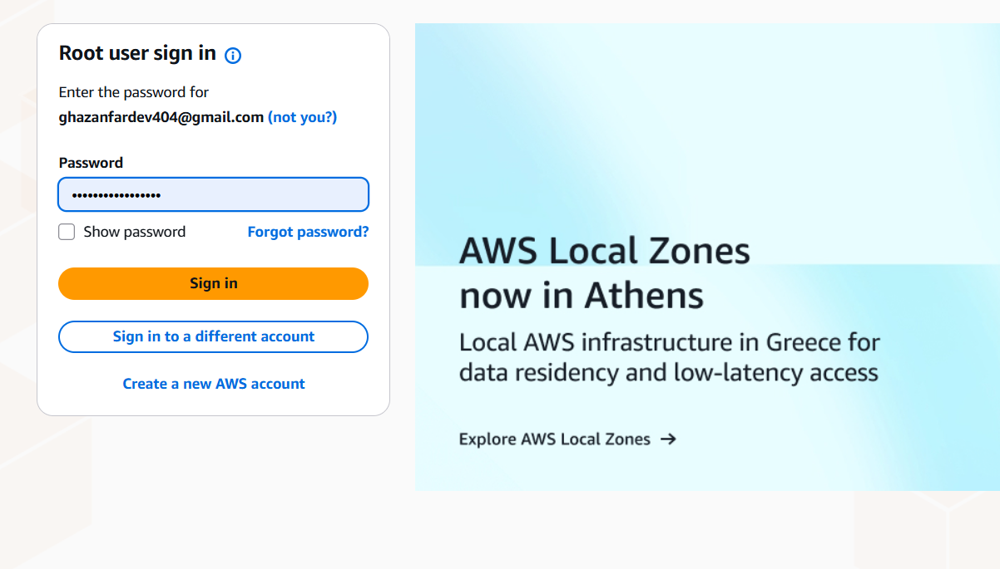 Root user sign in
Enter the password for
ghazanfardev404@gmail.com (not you?)
Password
•••••••••••••••••
Show password
Forgot password?
Sign in
Sign in to a different account
Create a new AWS account
AWS Local Zones
now in Athens
Local AWS infrastructure in Greece for
data residency and low-latency access
Explore AWS Local Zones →